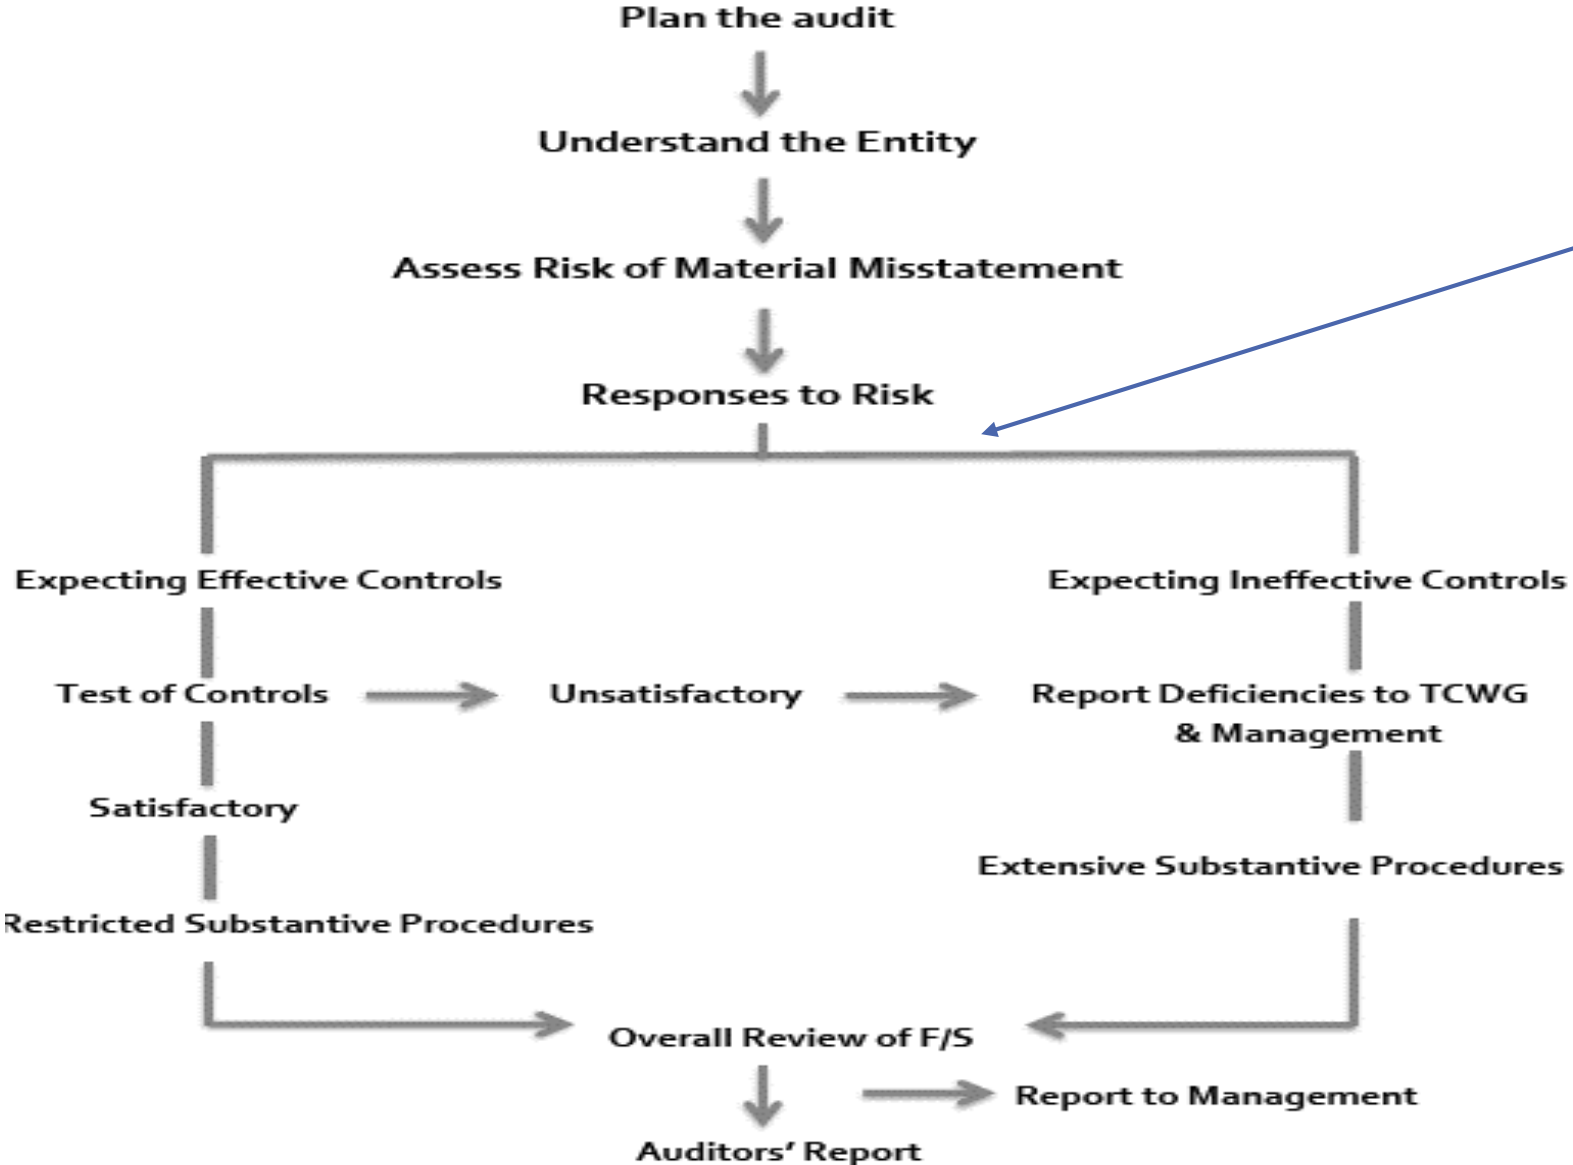 Plan the audit
Understand the Entity
Assess Risk of Material Misstatement
Responses to Risk
Expecting Effective Controls
Expecting Ineffective Controls
Test of Controls
Unsatisfactory
Report Deficiencies to TCWG
& Management
Satisfactory
Extensive Substantive Procedures
Restricted Substantive Procedures
Overall Review of F/S
Report to Management
Auditors' Report